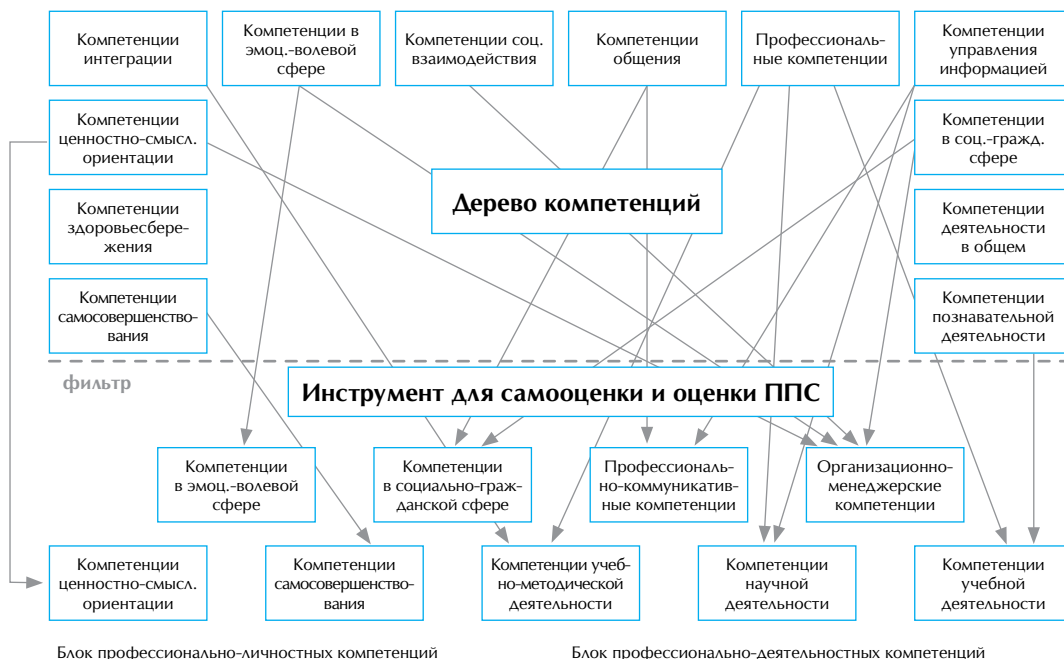 Компетенции
интеграции
Компетенции в
эмоц.-волевой
сфере
Компетенции соц.
взаимодействия
Компетенции
общения
Профессиональ-
ные компетенции
Компетенции
управления
информацией
Компетенции
ценностно-смысл.
ориентации
Компетенции
в соц.-гражд.
сфере
Дерево компетенций
Компетенции
здоровьесбере-
жения
Компетенции
деятельности
в общем
Компетенции
самосовершенство-
вания
Компетенции
познавательной
деятельности
фильтр
Инструмент для самооценки и оценки ППС
Компетенции
в эмоц.-волевой
сфере
Компетенции
в социально-граж-
данской сфере
Профессиональ-
но-коммуникатив-
ные компетенции
Организационно-
менеджерские
компетенции
Компетенции
ценностно-смысл.
ориентации
Компетенции
самосовершенство-
вания
Компетенции учеб-
но-методической
деятельности
Компетенции
научной
деятельности
Компетенции
учебной
деятельности
Блок профессионально-личностных компетенций
Блок профессионально-деятельностных компетенций